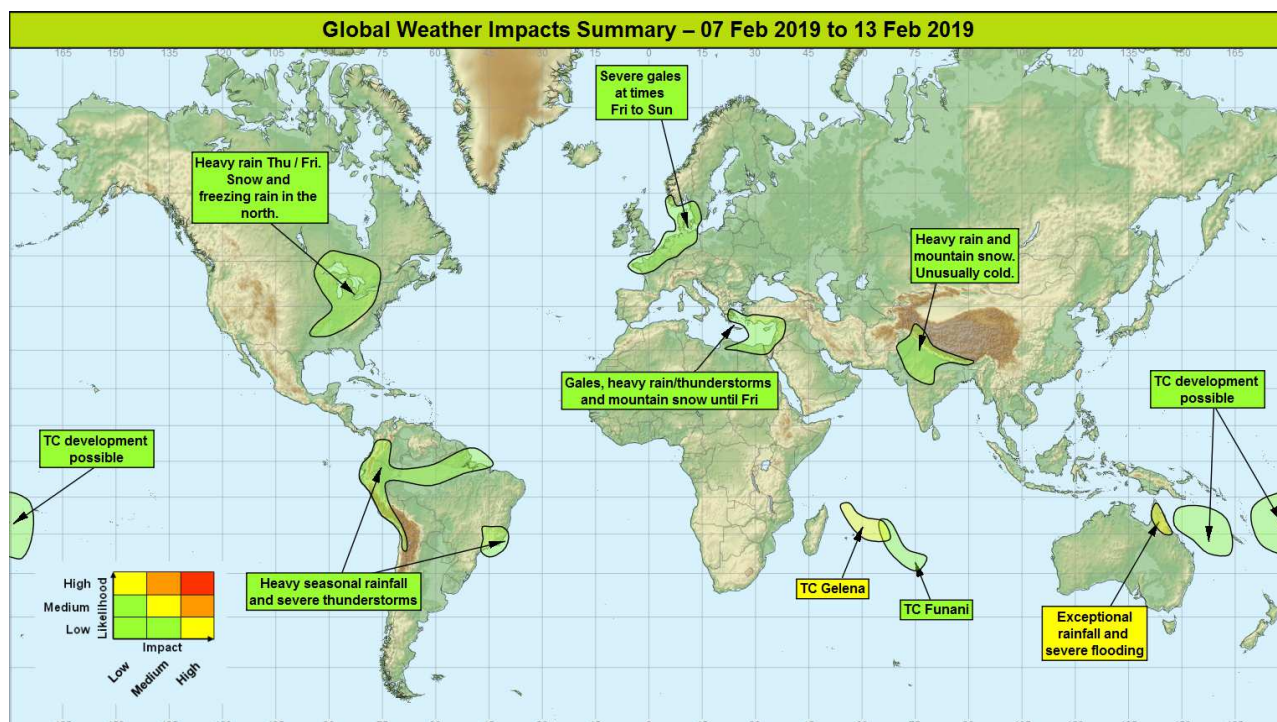 Global Weather Impacts Summary – 07 Feb 2019 to 13 Feb 2019
165 150 135 120 105 90 75 60 45 30 15 0 15 30 45 60 75 90 105 120 135 150 165
Severe gales
at times
Fri to Sun
Heavy rain Thu / Fri.
Snow and
freezing rain in the
north.
Heavy rain and
mountain snow.
Unusually cold.
Gales, heavy rain/thunderstorms
and mountain snow until Fri
TC development
possible
TC development
possible
Heavy seasonal rainfall
and severe thunderstorms
TC Gelena
TC Funani
Exceptional
rainfall and
severe flooding
High
Medium
Low
Likelihood
Impact
Low
Medium
High